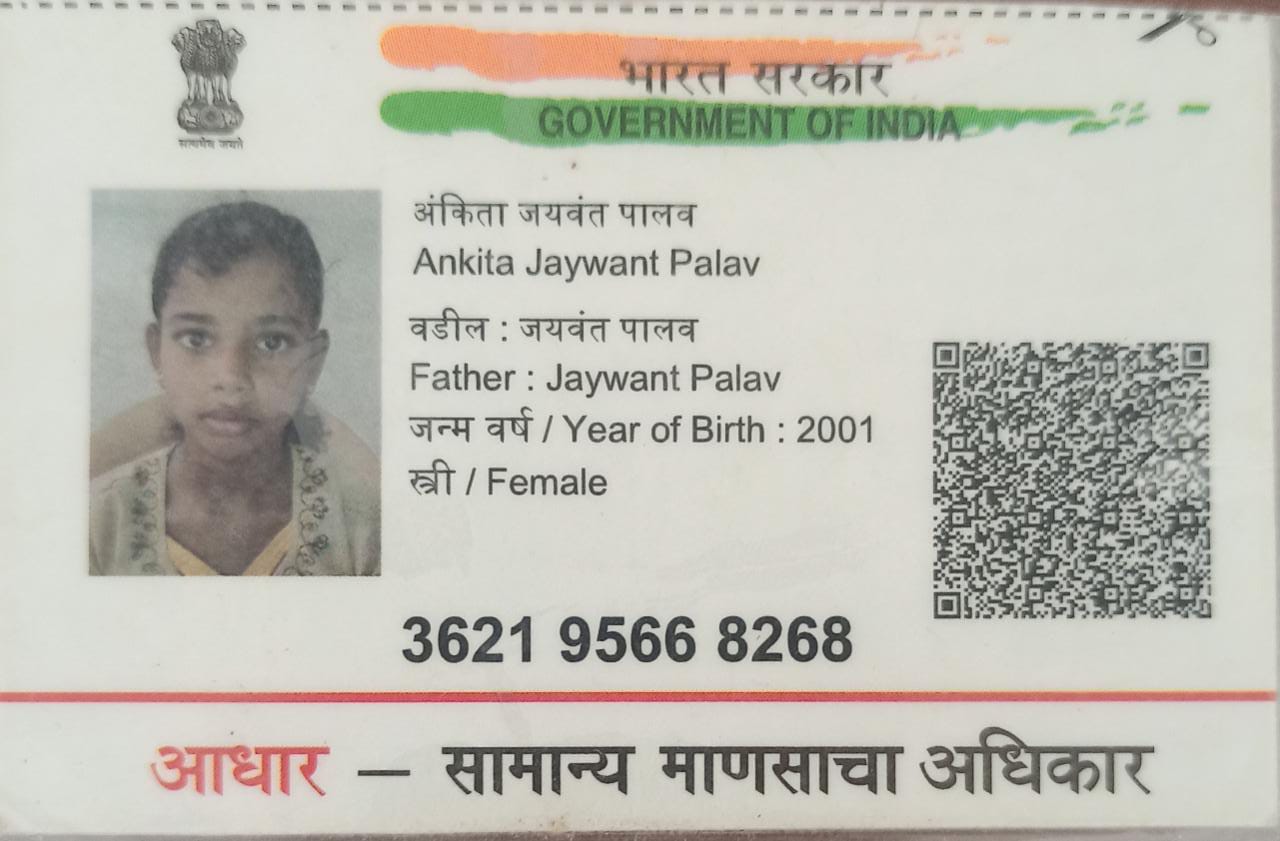 भारत सरकार
GOVERNMENT OF INDIA
सत्यमेव जयते
अंकिता जयवंत पालव
Ankita Jaywant Palav
वडील : जयवंत पालव
Father : Jaywant Palav
जन्म वर्ष / Year of Birth : 2001
स्त्री / Female
3621 9566 8268
आधार — सामान्य माणसाचा अधिकार